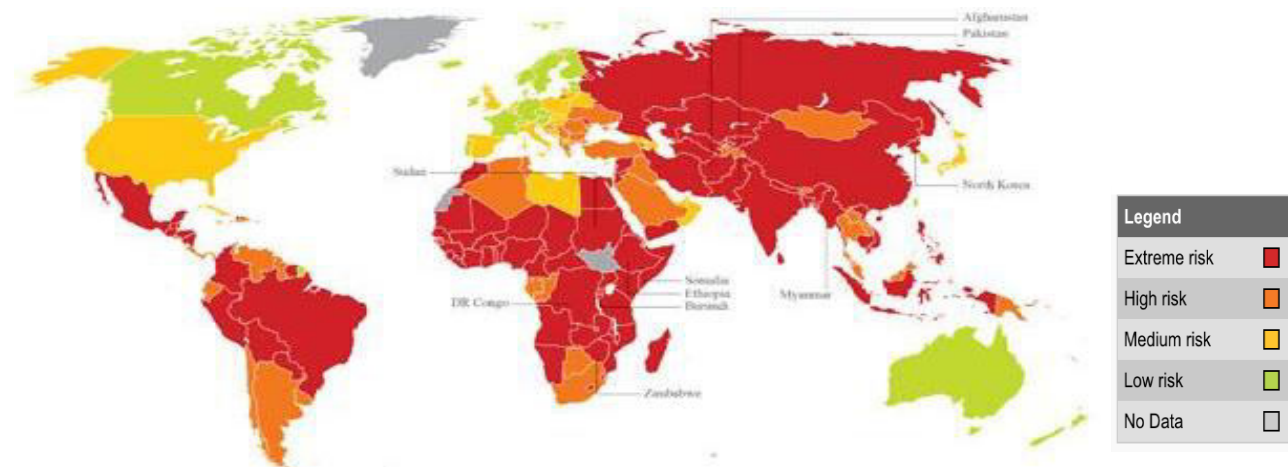 Afghanistan
Pakistan
Sudan
North Korea
Somalia
Ethiopia
Burundi
DR Congo
Myanmar
Zimbabwe
Legend
Extreme risk
High risk
Medium risk
Low risk
No Data